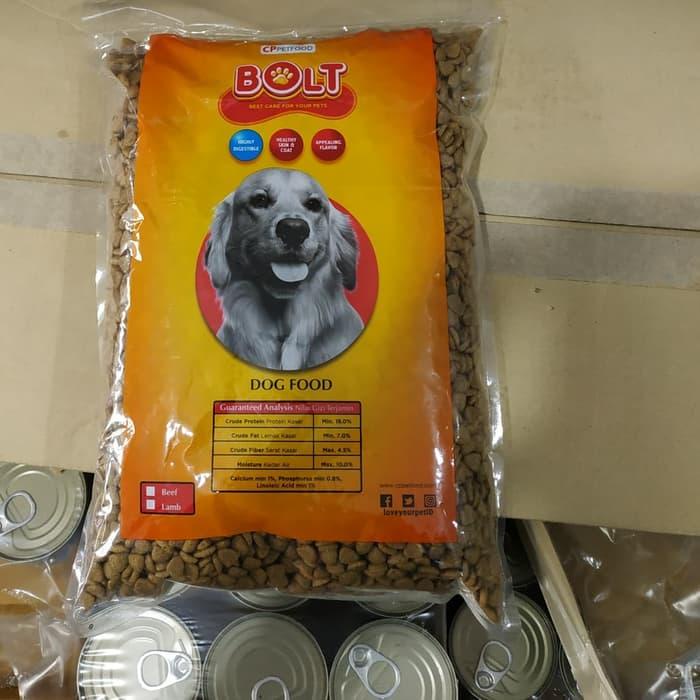 CPPETFOOD
BOLT
BEST CARE FOR YOUR PETS
HIGHLY
DIGESTIBLE
HEALTHY
SKIN &
COAT
APPEALING
FLAVOR
DOG FOOD
Guaranteed Analysis Nilai Gizi Terjamin
Crude Protein Protein Kasar Min. 18.0%
Crude Fat Lemak Kasar Min. 7.0%
Crude Fiber Serat Kasar Max. 4.5%
Moisture Kadar Air Max. 10.0%
Calcium min 1%, Phosphorus min 0.8%,
Linoleic Acid min 1%
Beef
Lamb
www.cppetfood.com
loveyourpetID